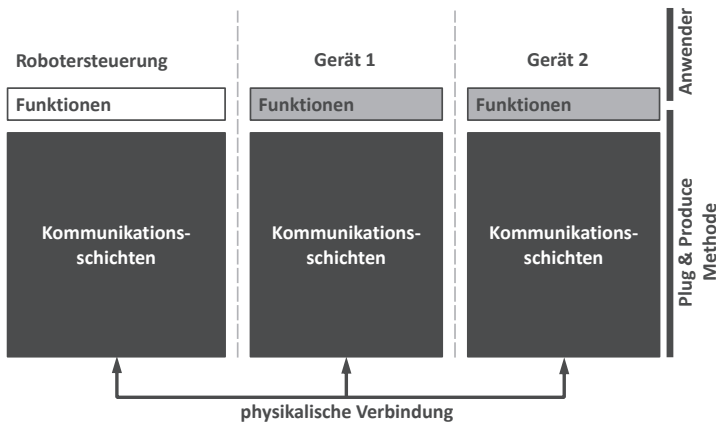 Robotersteuerung
Gerät 1
Gerät 2
Anwender
Funktionen
Funktionen
Funktionen
Kommunikations-
schichten
Kommunikations-
schichten
Kommunikations-
schichten
Plug & Produce
Methode
physikalische Verbindung